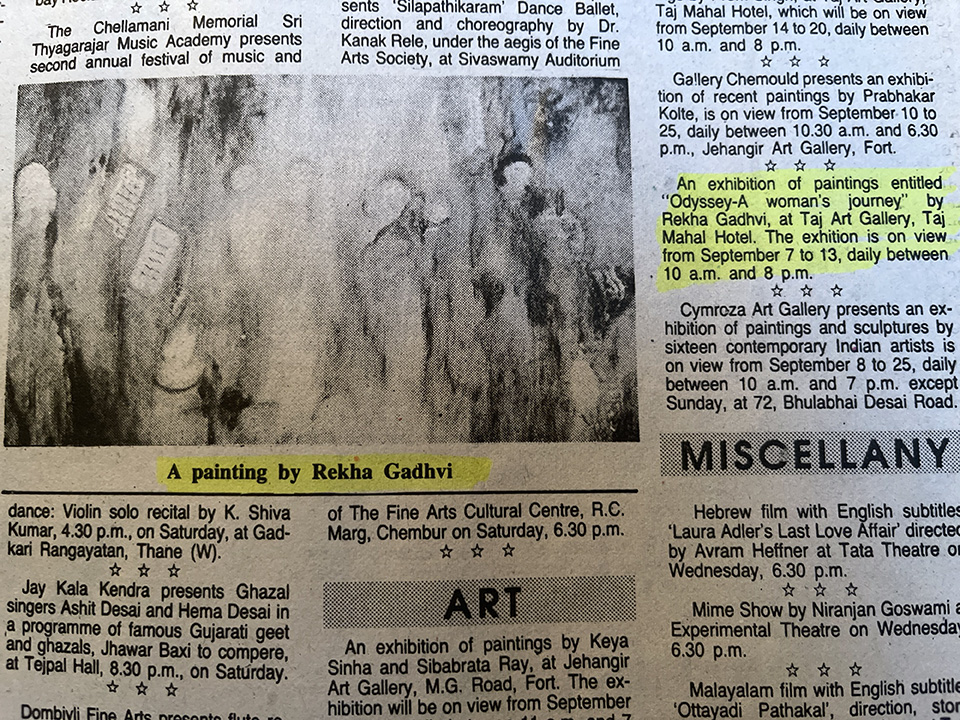 The Chellamani Memorial Sri
Thyagarajar Music Academy presents
second annual festival of music and
A painting by Rekha Gadhvi
dance: Violin solo recital by K. Shiva
Kumar, 4.30 p.m., on Saturday, at Gad-
kari Rangayatan, Thane (W).
☆ ☆ ☆
Jay Kala Kendra presents Ghazal
singers Ashit Desai and Hema Desai in
a programme of famous Gujarati geet
and ghazals, Jhawar Baxi to compere,
at Tejpal Hall, 8.30 p.m., on Saturday.
☆ ☆ ☆
Dombivli Fine Arts presents flute re-
sents 'Silapathikaram' Dance Ballet,
direction and choreography by Dr.
Kanak Rele, under the aegis of the Fine
Arts Society, at Sivaswamy Auditorium
of The Fine Arts Cultural Centre, R.C.
Marg, Chembur on Saturday, 6.30 p.m.
☆ ☆ ☆
ART
An exhibition of paintings by Keya
Sinha and Sibabrata Ray, at Jehangir
Art Gallery, M.G. Road, Fort. The ex-
hibition will be on view from September
11 a.m. and 7
Taj Mahal Hotel, which will be on view
from September 14 to 20, daily between
10 a.m. and 8 p.m.
☆ ☆ ☆
Gallery Chemould presents an exhibi-
tion of recent paintings by Prabhakar
Kolte, is on view from September 10 to
25, daily between 10.30 a.m. and 6.30
p.m., Jehangir Art Gallery, Fort.
☆ ☆ ☆
An exhibition of paintings entitled
"Odyssey-A woman's journey" by
Rekha Gadhvi, at Taj Art Gallery, Taj
Mahal Hotel. The exhition is on view
from September 7 to 13, daily between
10 a.m. and 8 p.m.
☆ ☆ ☆
Cymroza Art Gallery presents an ex-
hibition of paintings and sculptures by
sixteen contemporary Indian artists is
on view from September 8 to 25, daily
between 10 a.m. and 7 p.m. except
Sunday, at 72, Bhulabhai Desai Road.
MISCELLANY
Hebrew film with English subtitles
'Laura Adler's Last Love Affair' directed
by Avram Heffner at Tata Theatre on
Wednesday, 6.30 p.m.
☆ ☆ ☆
Mime Show by Niranjan Goswami a
Experimental Theatre on Wednesday
6.30 p.m.
☆ ☆ ☆
Malayalam film with English subtitle
'Ottayadi Pathakal', direction, stor